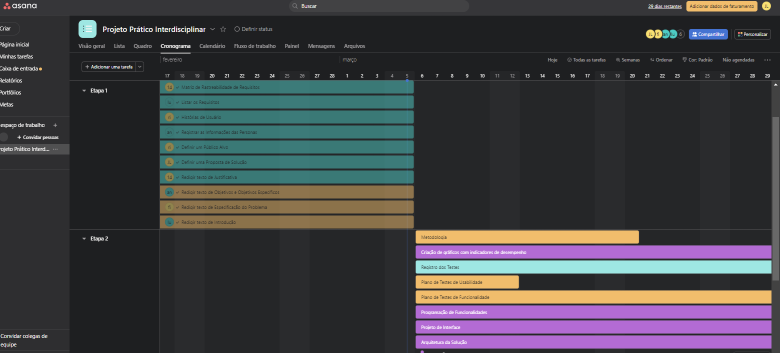 asana
Buscar
29 dias restantes
Adicionar dados de faturamento
Criar
Projeto Prático Interdisciplinar
Definir status
Compartilhar
Personalizar
Página inicial
Minhas tarefas
Caixa de entrada
Relatórios
Portfólios
Metas
espaço de trabalho
Convidar pessoas
rojeto Prático Interdi...
Convidar colegas de
equipe
Visão geral
Lista
Quadro
Cronograma
Calendário
Fluxo de trabalho
Painel
Mensagens
Arquivos
+ Adicionar uma tarefa
fevereiro
março
Hoje
Todas as tarefas
Semanas
Ordenar
Cor: Padrão
Não agendadas
17 18 19 20 21 22 23 24 25 26 27 28 1 2 3 4 5 6 7 8 9 10 11 12 13 14 15 16 17 18 19 20 21 22 23 24 25 26 27 28 29
Etapa 1
Matriz de Rastreabilidade de Requisitos
Listar os Requisitos
Histórias de Usuário
Registrar as Informações das Personas
Definir um Público Alvo
Definir uma Proposta de Solução
Redigir texto de Justificativa
Redigir texto de Objetivos e Objetivos Específicos
Redigir texto de Especificação do Problema
Redigir texto de Introdução
Etapa 2
Metodologia
Criação de gráficos com indicadores de desempenho
Registro dos Testes
Plano de Testes de Usabilidade
Plano de Testes de Funcionalidade
Programação de Funcionalidades
Projeto de Interface
Arquitetura da Solução